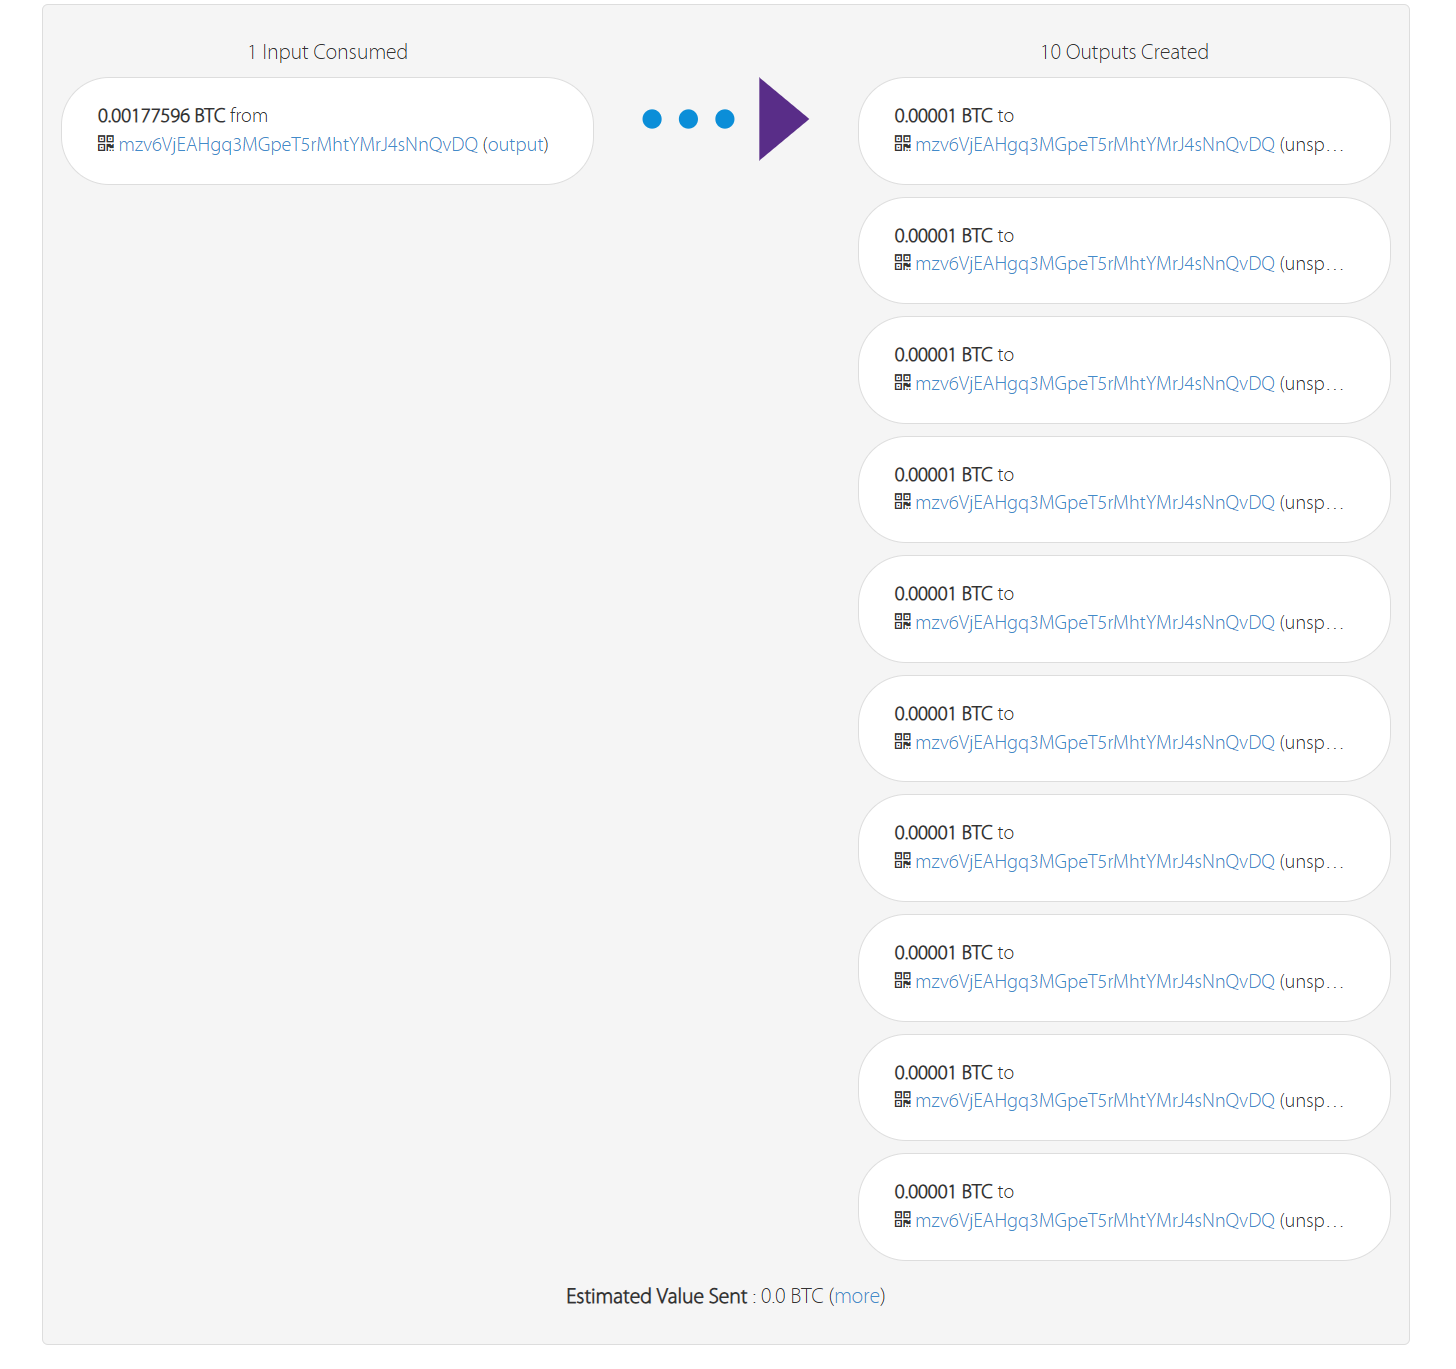 1 Input Consumed
0.00177596 BTC from
mzv6VjEAHgq3MGpeT5rMhtYMrJ4sNnQvDQ (output)
10 Outputs Created
0.00001 BTC to
mzv6VjEAHgq3MGpeT5rMhtYMrJ4sNnQvDQ (unsp...
0.00001 BTC to
mzv6VjEAHgq3MGpeT5rMhtYMrJ4sNnQvDQ (unsp...
0.00001 BTC to
mzv6VjEAHgq3MGpeT5rMhtYMrJ4sNnQvDQ (unsp...
0.00001 BTC to
mzv6VjEAHgq3MGpeT5rMhtYMrJ4sNnQvDQ (unsp...
0.00001 BTC to
mzv6VjEAHgq3MGpeT5rMhtYMrJ4sNnQvDQ (unsp...
0.00001 BTC to
mzv6VjEAHgq3MGpeT5rMhtYMrJ4sNnQvDQ (unsp...
0.00001 BTC to
mzv6VjEAHgq3MGpeT5rMhtYMrJ4sNnQvDQ (unsp...
0.00001 BTC to
mzv6VjEAHgq3MGpeT5rMhtYMrJ4sNnQvDQ (unsp...
0.00001 BTC to
mzv6VjEAHgq3MGpeT5rMhtYMrJ4sNnQvDQ (unsp...
0.00001 BTC to
mzv6VjEAHgq3MGpeT5rMhtYMrJ4sNnQvDQ (unsp...
Estimated Value Sent : 0.0 BTC (more)